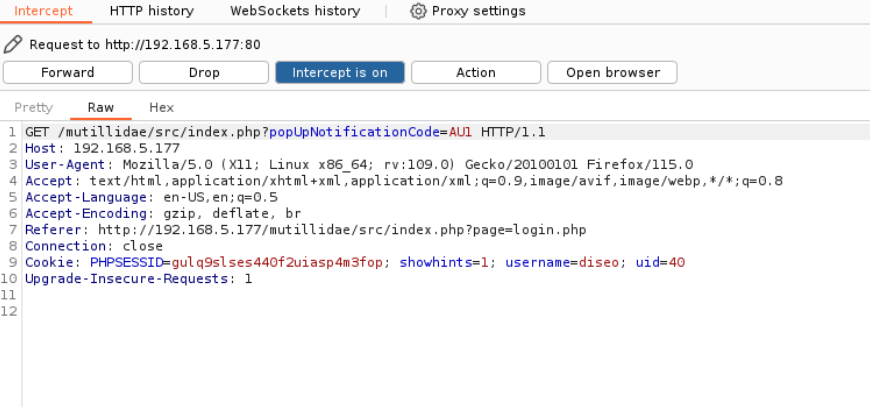 Intercept HTTP history WebSockets history Proxy settings
Request to http://192.168.5.177:80
Forward Drop Intercept is on Action Open browser
Pretty Raw Hex
1 GET /mutillidae/src/index.php?popUpNotificationCode=AU1 HTTP/1.1
2 Host: 192.168.5.177
3 User-Agent: Mozilla/5.0 (X11; Linux x86_64; rv:109.0) Gecko/20100101 Firefox/115.0
4 Accept: text/html,application/xhtml+xml,application/xml;q=0.9,image/avif,image/webp,*/*;q=0.8
5 Accept-Language: en-US,en;q=0.5
6 Accept-Encoding: gzip, deflate, br
7 Referer: http://192.168.5.177/mutillidae/src/index.php?page=login.php
8 Connection: close
9 Cookie: PHPSESSID=gulq9slses440f2uiasp4m3fop; showhints=1; username=diseo; uid=40
10 Upgrade-Insecure-Requests: 1
11
12